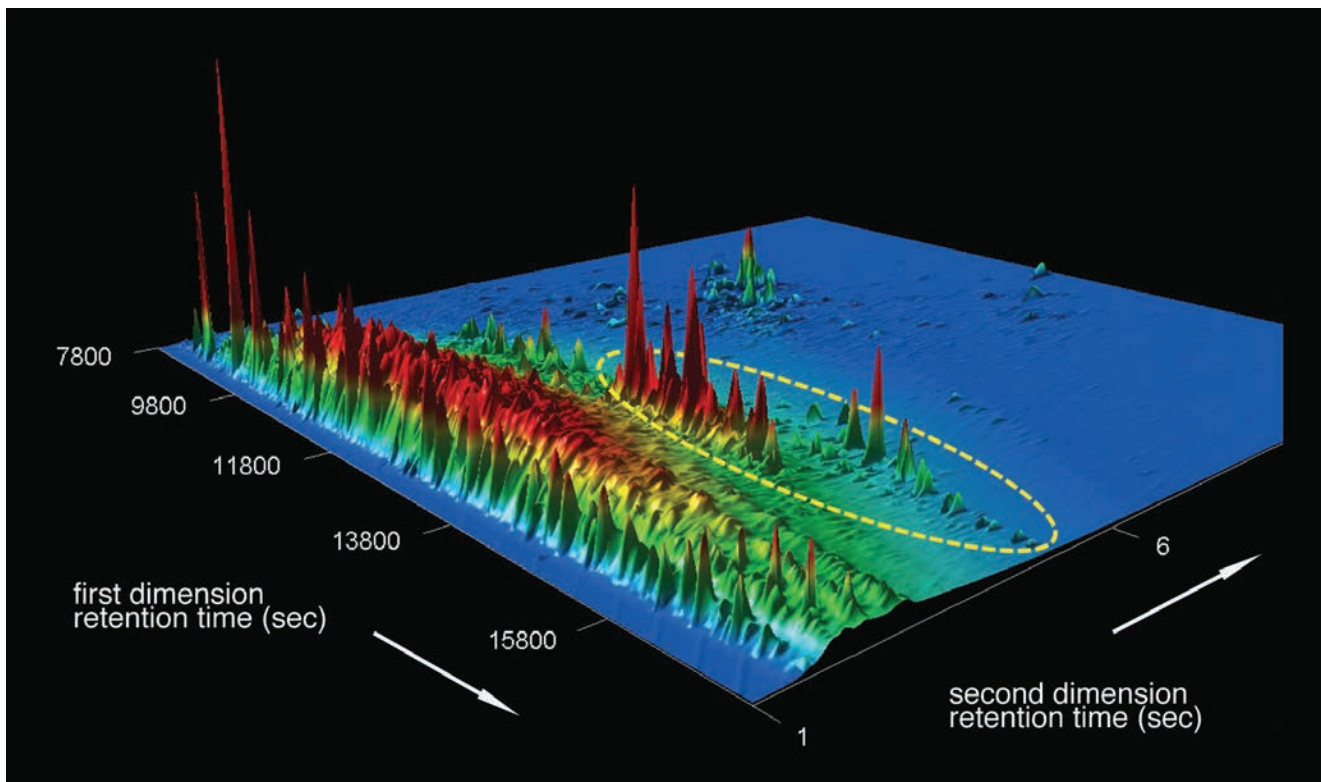 7800
9800
11800
13800
15800
first dimension
retention time (sec)
6
1
second dimension
retention time (sec)